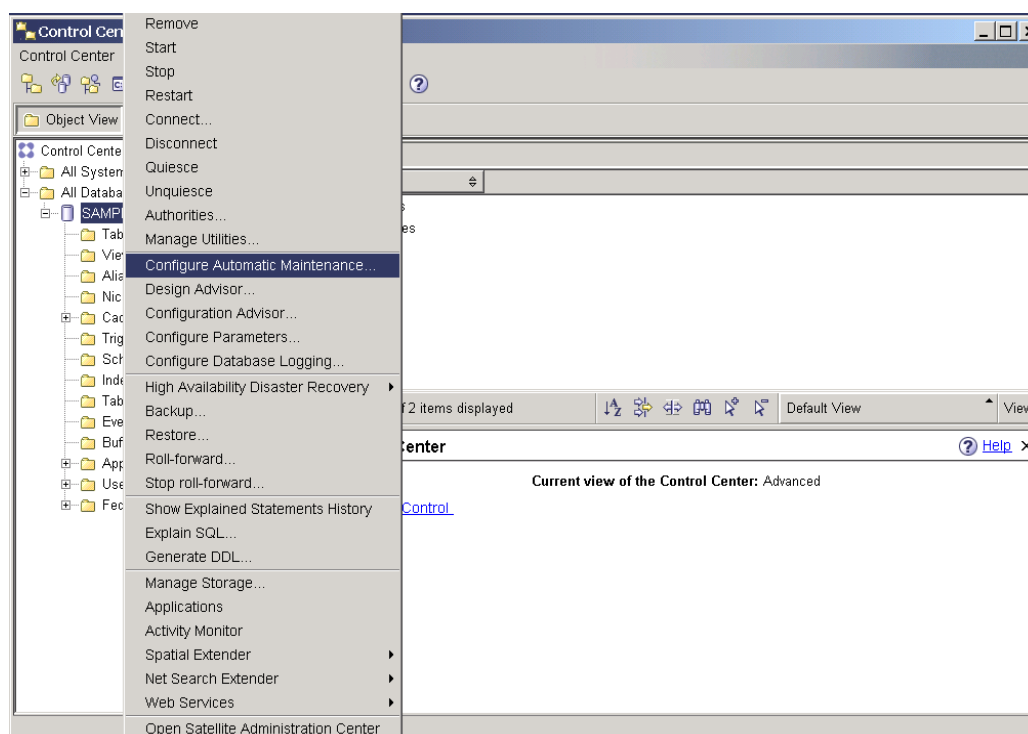 Control Cen
Control Center
Object View
Control Cente
All System
All Databa
SAMP
Tab
Vie
Alia
Nic
Cac
Trig
Sch
Inde
Tab
Eve
Buf
App
Use
Fed
Remove
Start
Stop
Restart
Connect...
Disconnect
Quiesce
Unquiesce
Authorities...
Manage Utilities...
Configure Automatic Maintenance...
Design Advisor...
Configuration Advisor...
Configure Parameters...
Configure Database Logging...
High Availability Disaster Recovery
Backup...
Restore...
Roll-forward...
Stop roll-forward...
Show Explained Statements History
Explain SQL...
Generate DDL...
Manage Storage...
Applications
Activity Monitor
Spatial Extender
Net Search Extender
Web Services
Open Satellite Administration Center
es
f 2 items displayed
Default View
View
Center
Help
Current view of the Control Center: Advanced
Control